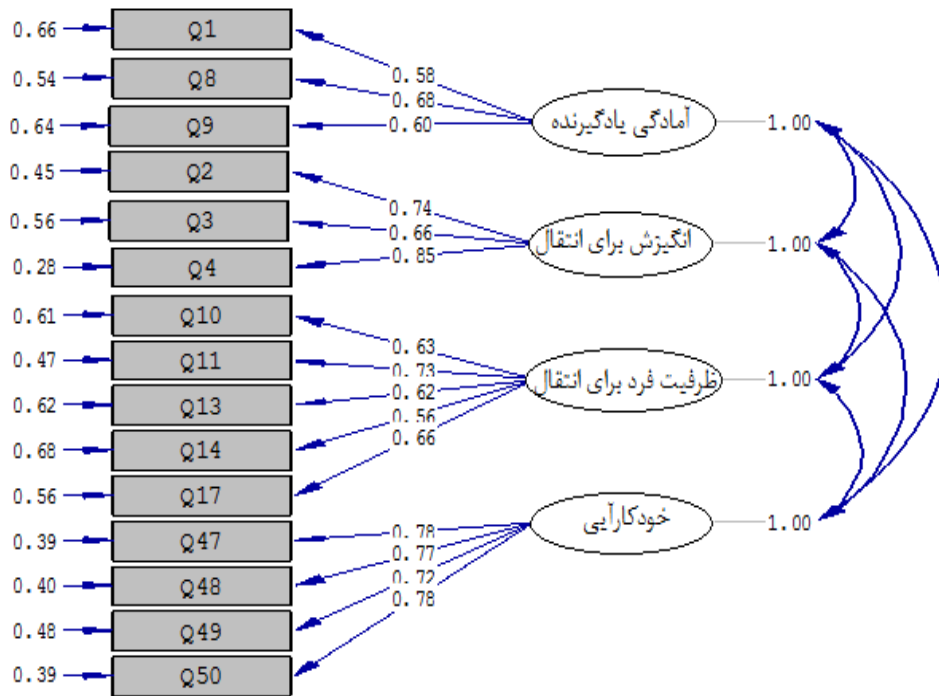 0.66 Q1
0.58
0.54 Q8
0.68
0.64 Q9
0.60
آمادگی یادگیرنده 1.00
0.45 Q2
0.74
0.56 Q3
0.66
انگیزش برای انتقال 1.00
0.28 Q4
0.85
0.61 Q10
0.63
0.47 Q11
0.73
ظرفیت فرد برای انتقال 1.00
0.62 Q13
0.62
0.68 Q14
0.56
0.56 Q17
0.66
خودکارآیی 1.00
0.39 Q47
0.78
0.40 Q48
0.77
0.48 Q49
0.72
0.39 Q50
0.78